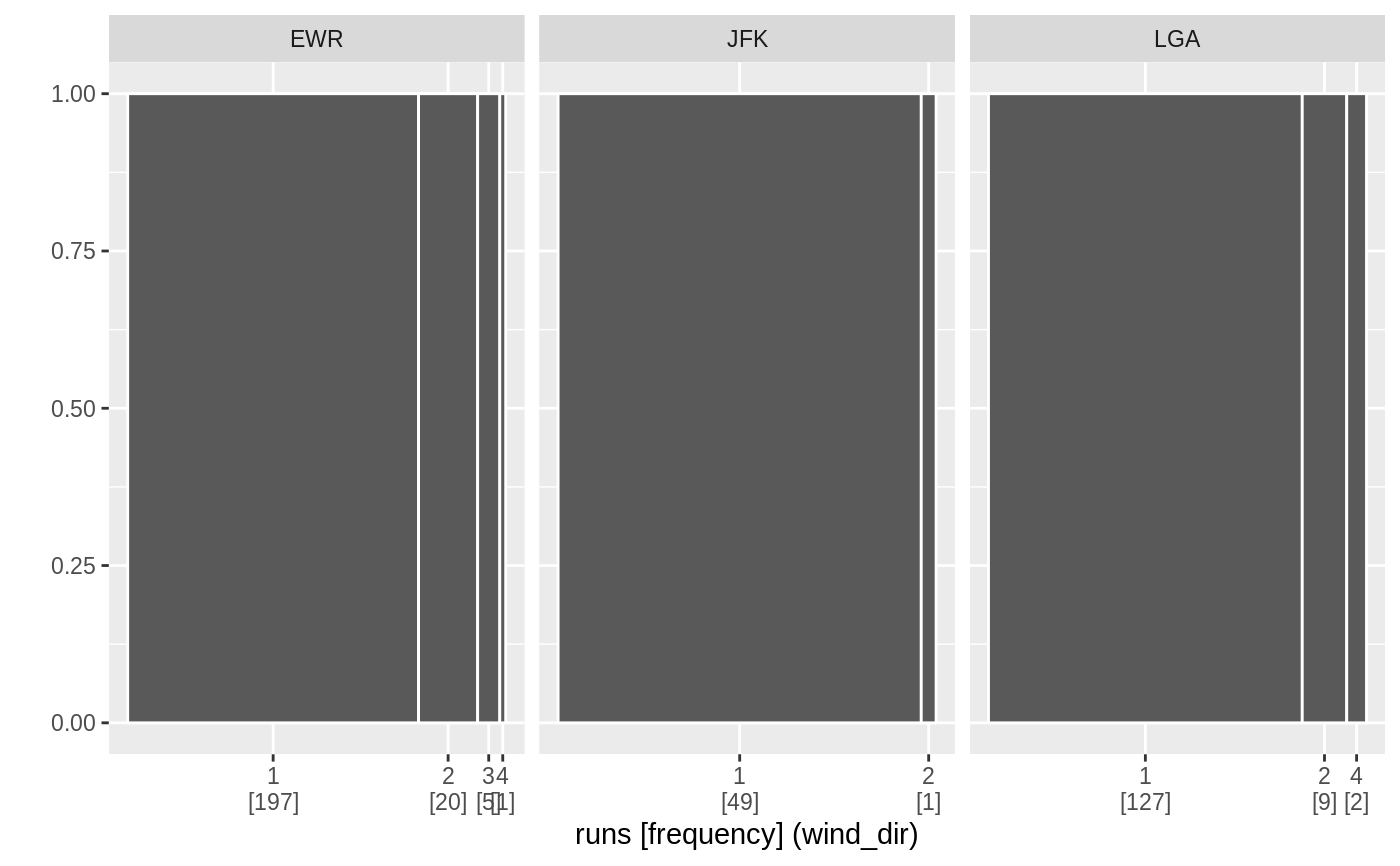 EWR JFK LGA
1.00
0.75
0.50
0.25
0.00
1 2 3 4 1 2 1 2 4
[197] [20] [5] [1] [49] [1] [127] [9] [2]
runs [frequency] (wind_dir)